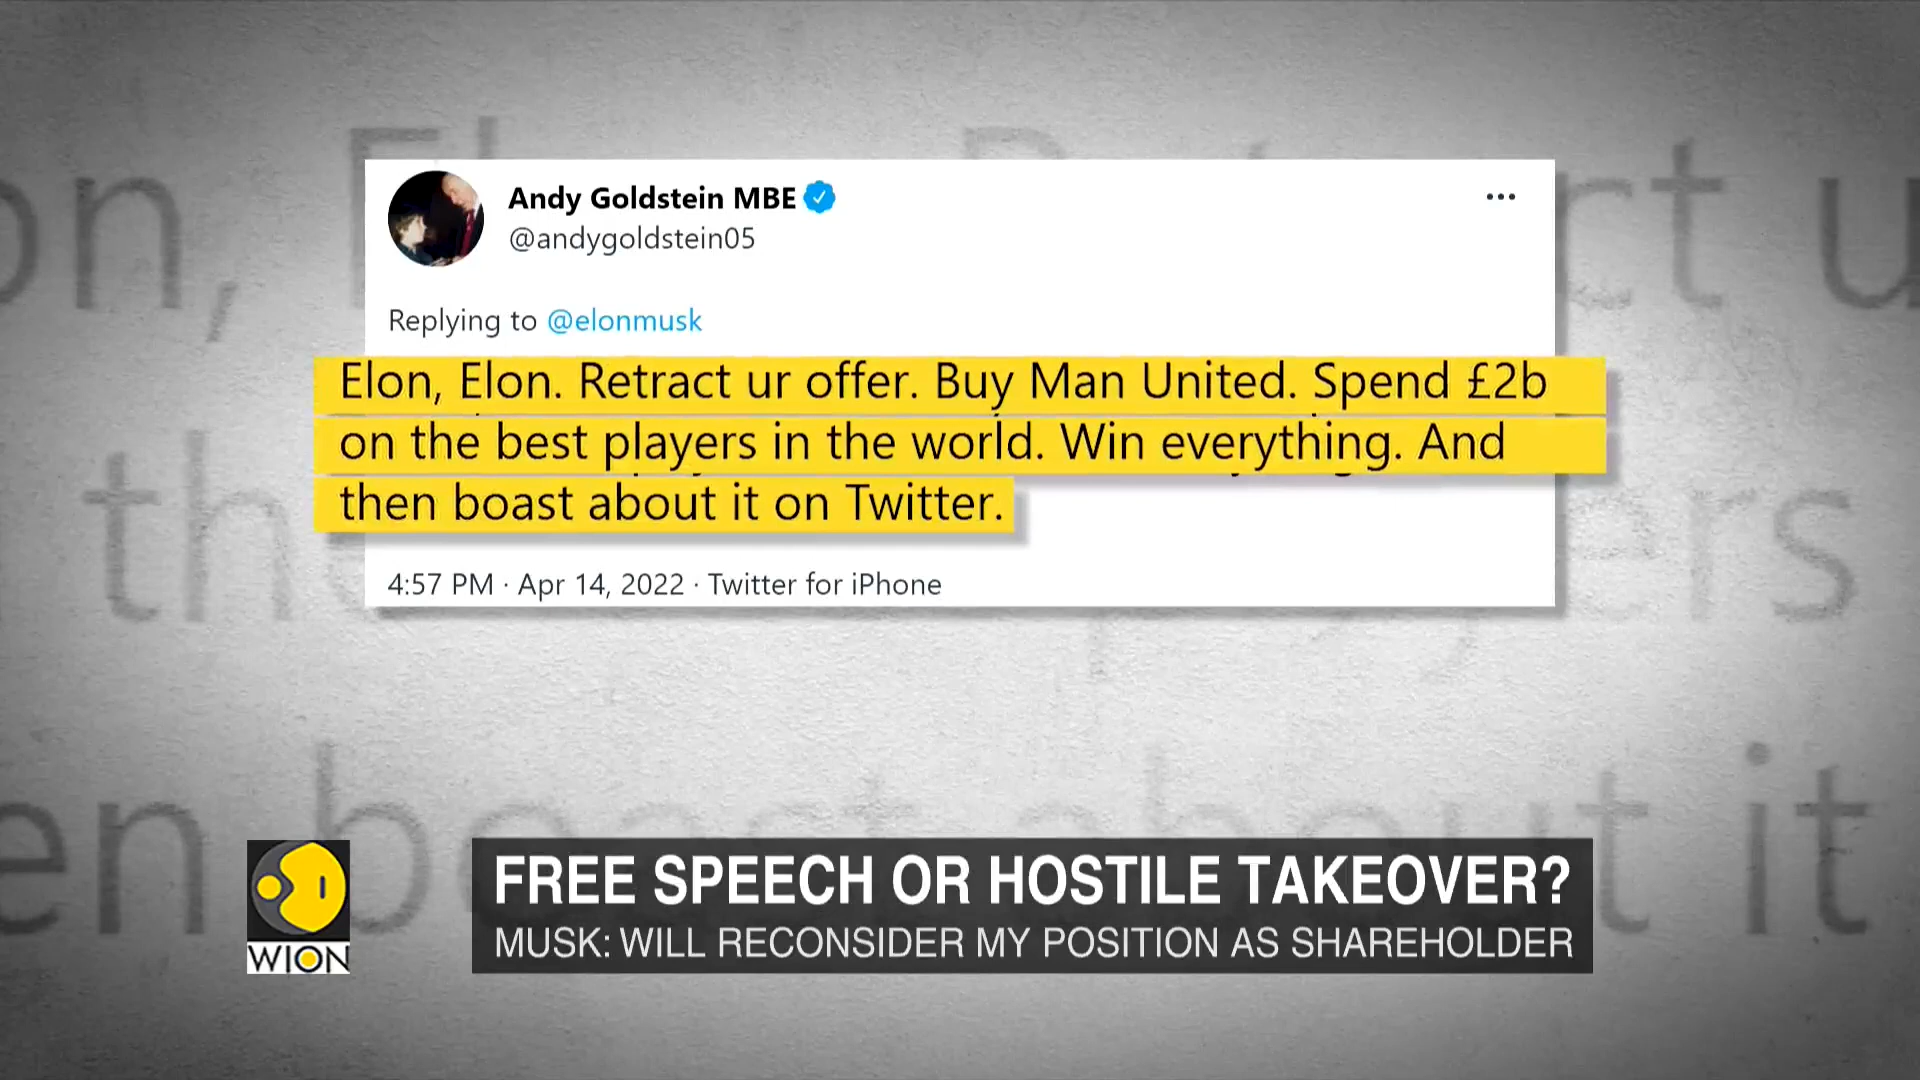 Andy Goldstein MBE
@andygoldstein05
Replying to @elonmusk
Elon, Elon. Retract ur offer. Buy Man United. Spend £2b
on the best players in the world. Win everything. And
then boast about it on Twitter.
4:57 PM · Apr 14, 2022 · Twitter for iPhone
FREE SPEECH OR HOSTILE TAKEOVER?
MUSK: WILL RECONSIDER MY POSITION AS SHAREHOLDER
WION